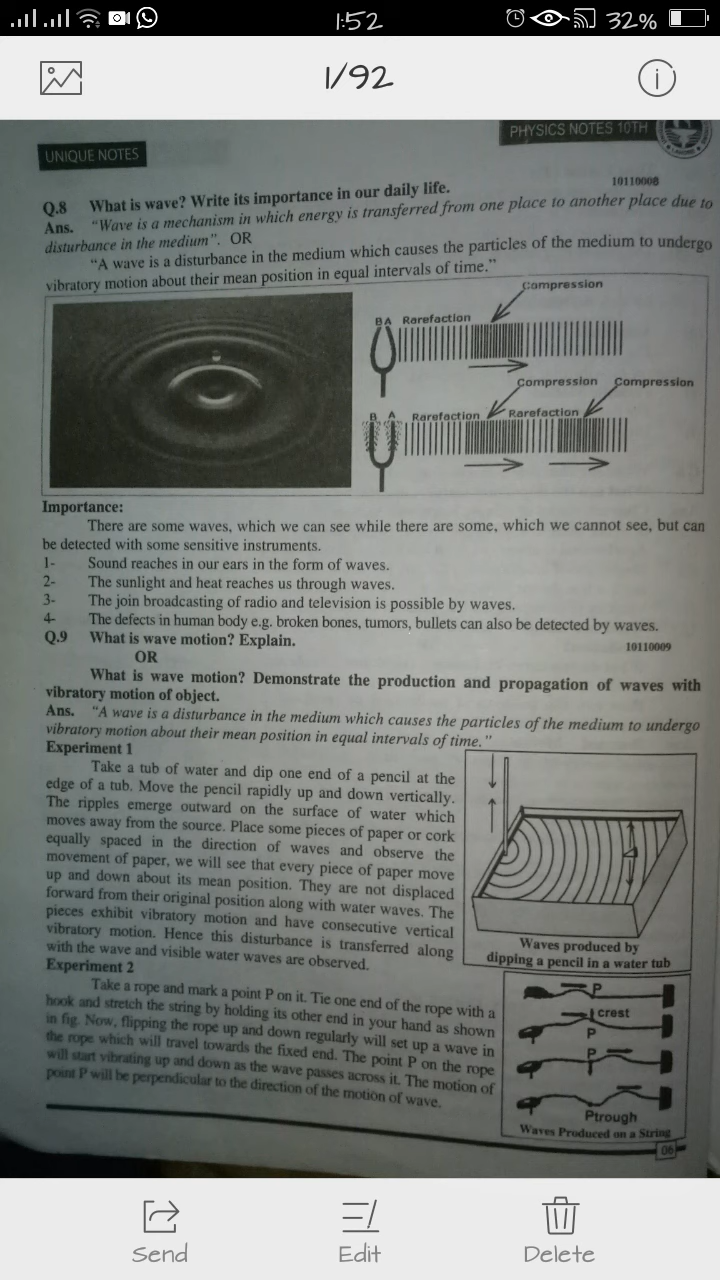 1:52
32%
1/92
PHYSICS NOTES 10TH
UNIQUE NOTES
10110008
Q.8 What is wave? Write its importance in our daily life.
Ans. "Wave is a mechanism in which energy is transferred from one place to another place due to
disturbance in the medium". OR
"A wave is a disturbance in the medium which causes the particles of the medium to undergo
vibratory motion about their mean position in equal intervals of time."
Compression
B A Rarefaction
Compression Compression
B A Rarefaction Rarefaction
Importance:
There are some waves, which we can see while there are some, which we cannot see, but can
be detected with some sensitive instruments.
1- Sound reaches in our ears in the form of waves.
2- The sunlight and heat reaches us through waves.
3- The join broadcasting of radio and television is possible by waves.
4- The defects in human body e.g. broken bones, tumors, bullets can also be detected by waves.
Q.9 What is wave motion? Explain. 10110009
OR
What is wave motion? Demonstrate the production and propagation of waves with
vibratory motion of object.
Ans. "A wave is a disturbance in the medium which causes the particles of the medium to undergo
vibratory motion about their mean position in equal intervals of time."
Experiment 1
Take a tub of water and dip one end of a pencil at the
edge of a tub. Move the pencil rapidly up and down vertically.
The ripples emerge outward on the surface of water which
moves away from the source. Place some pieces of paper or cork
equally spaced in the direction of waves and observe the
movement of paper, we will see that every piece of paper move
up and down about its mean position. They are not displaced
forward from their original position along with water waves. The
pieces exhibit vibratory motion and have consecutive vertical
vibratory motion. Hence this disturbance is transferred along
with the wave and visible water waves are observed.
Waves produced by
dipping a pencil in a water tub
Experiment 2
Take a rope and mark a point P on it. Tie one end of the rope with a
hook and stretch the string by holding its other end in your hand as shown
in fig. Now, flipping the rope up and down regularly will set up a wave in
the rope which will travel towards the fixed end. The point P on the rope
will start vibrating up and down as the wave passes across it. The motion of
point P will be perpendicular to the direction of the motion of wave.
P
crest
P
P
Ptrough
Waves Produced on a String
06
Send Edit Delete